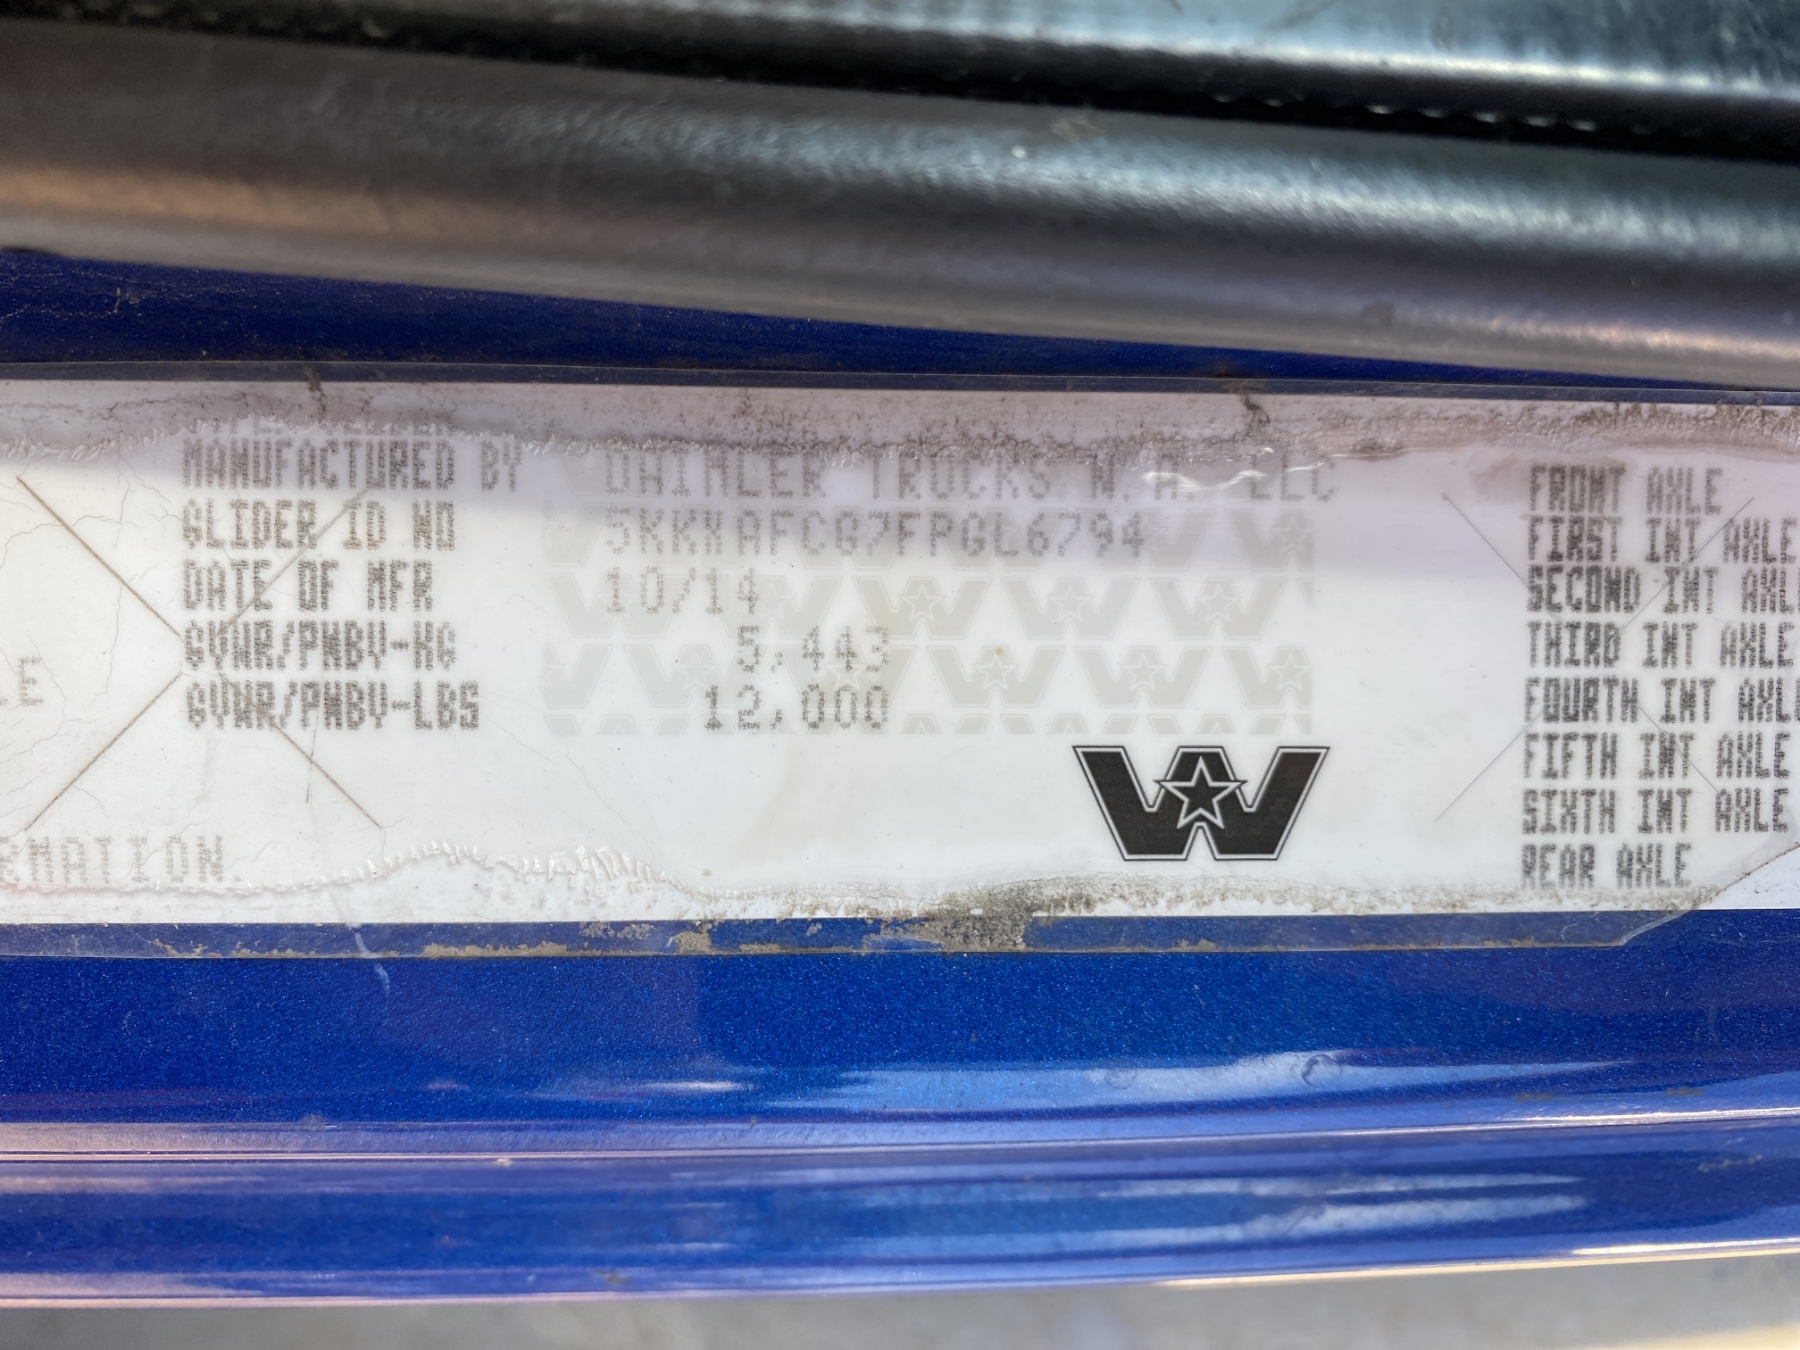 MANUFACTURED BY DAIMLER TRUCKS N.A. LLC
GLIDER ID NO 5KKXAFCG7FPGL6794
DATE OF MFR 10/14
GVWR/PNBV-KG 5,443
GVWR/PNBV-LBS 12,000
FRONT AXLE
FIRST INT AXLE
SECOND INT AXLE
THIRD INT AXLE
FOURTH INT AXLE
FIFTH INT AXLE
SIXTH INT AXLE
REAR AXLE